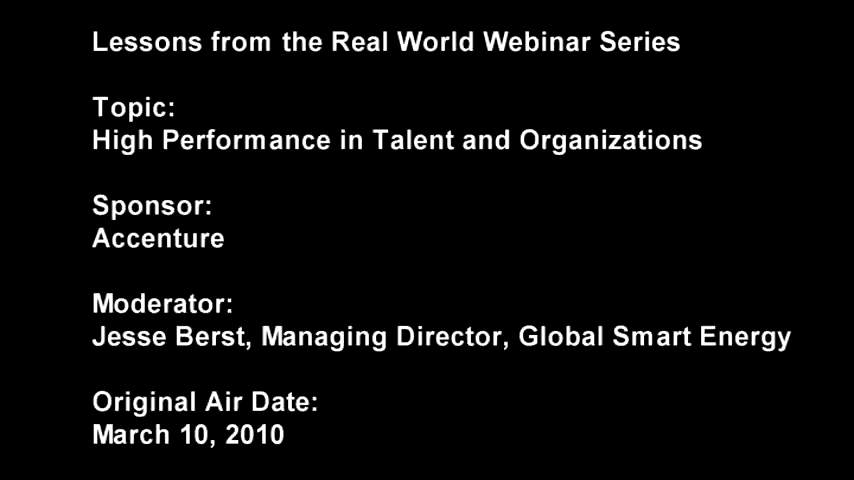 Lessons from the Real World Webinar Series
Topic:
High Performance in Talent and Organizations
Sponsor:
Accenture
Moderator:
Jesse Berst, Managing Director, Global Smart Energy
Original Air Date:
March 10, 2010